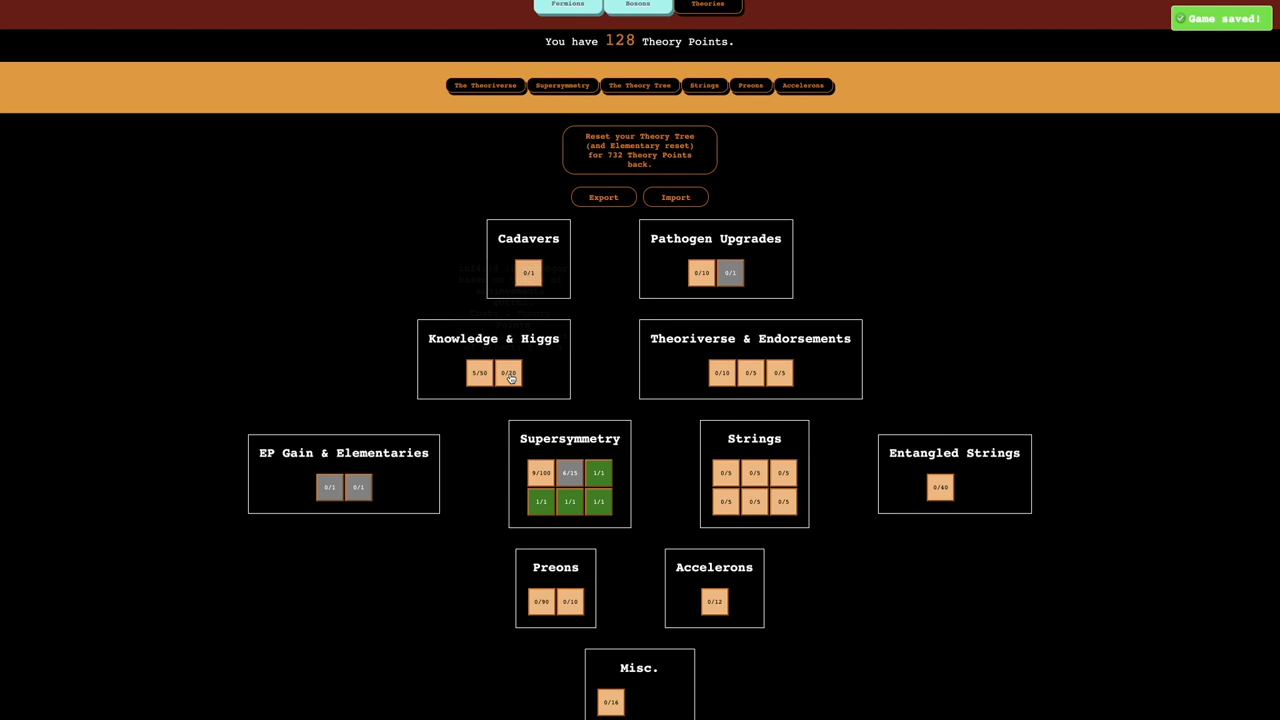 Fermions Bosons Theories
Game saved!
You have 128 Theory Points.
The Theoriverse Supersymmetry The Theory Tree Strings Preons Accelerons
Reset your Theory Tree
(and Elementary reset)
for 732 Theory Points
back.
Export Import
Cadavers Pathogen Upgrades
0/1 0/10 0/1
Knowledge & Higgs Theoriverse & Endorsements
5/50 0/20 0/10 0/5 0/5
EP Gain & Elementaries Supersymmetry Strings Entangled Strings
0/1 0/1 9/100 6/15 1/1 0/5 0/5 0/5 0/40
1/1 1/1 1/1 0/5 0/5 0/5
Preons Accelerons
0/90 0/10 0/12
Misc.
0/16